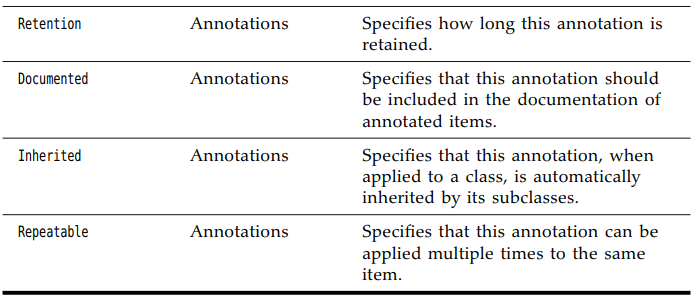 Retention Annotations Specifies how long this annotation is
retained.
Documented Annotations Specifies that this annotation should
be included in the documentation of
annotated items.
Inherited Annotations Specifies that this annotation, when
applied to a class, is automatically
inherited by its subclasses.
Repeatable Annotations Specifies that this annotation can be
applied multiple times to the same
item.